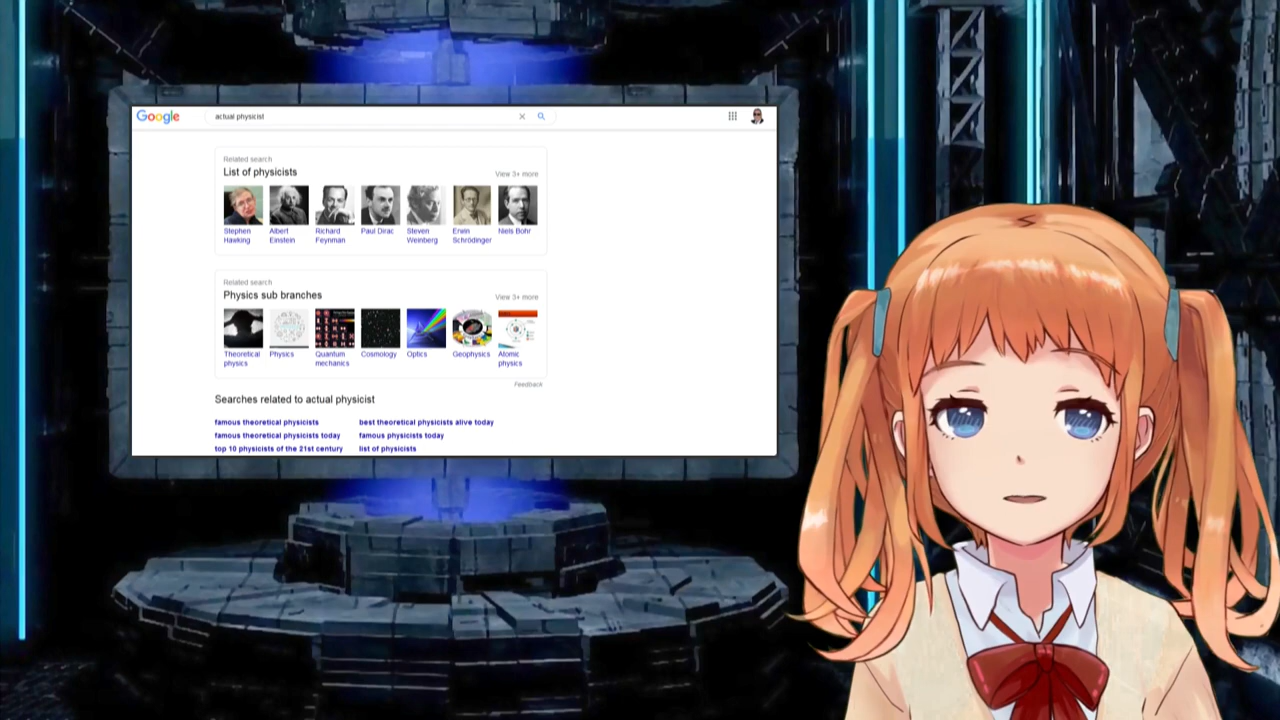 Google
actual physicist
Related search
List of physicists
View 3+ more
Stephen Hawking
Albert Einstein
Richard Feynman
Paul Dirac
Steven Weinberg
Erwin Schrödinger
Niels Bohr
Related search
Physics sub branches
View 3+ more
Theoretical physics
Physics
Quantum mechanics
Cosmology
Optics
Geophysics
Atomic physics
Feedback
Searches related to actual physicist
famous theoretical physicists
best theoretical physicists alive today
famous theoretical physicists today
famous physicists today
top 10 physicists of the 21st century
list of physicists